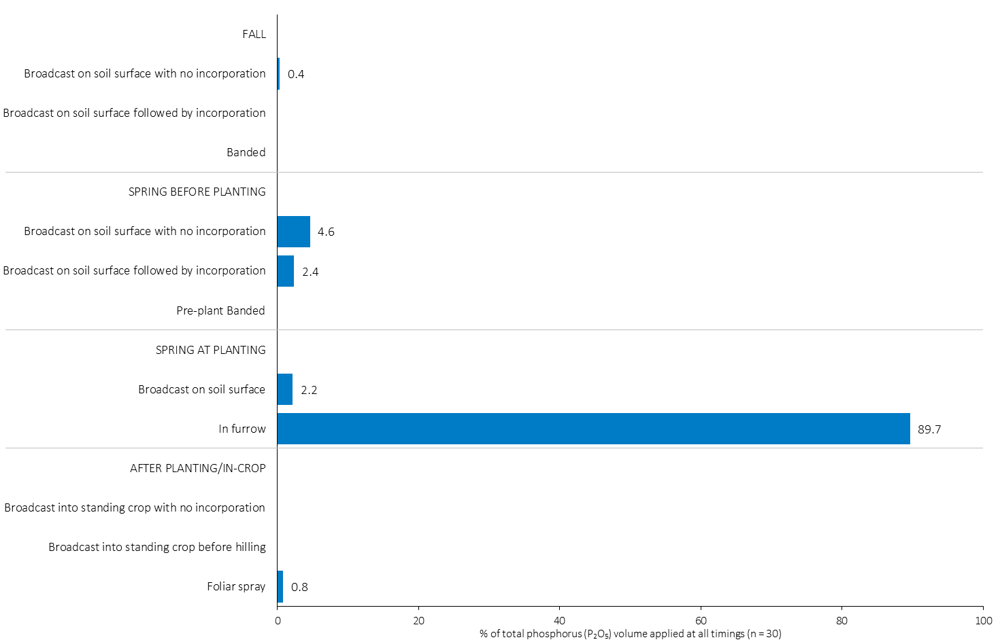 FALL
Broadcast on soil surface with no incorporation 0.4
Broadcast on soil surface followed by incorporation
Banded
SPRING BEFORE PLANTING
Broadcast on soil surface with no incorporation 4.6
Broadcast on soil surface followed by incorporation 2.4
Pre-plant Banded
SPRING AT PLANTING
Broadcast on soil surface 2.2
In furrow 89.7
AFTER PLANTING/IN-CROP
Broadcast into standing crop with no incorporation
Broadcast into standing crop before hilling
Foliar spray 0.8
0 20 40 60 80 100
% of total phosphorus (P₂O₅) volume applied at all timings (n = 30)